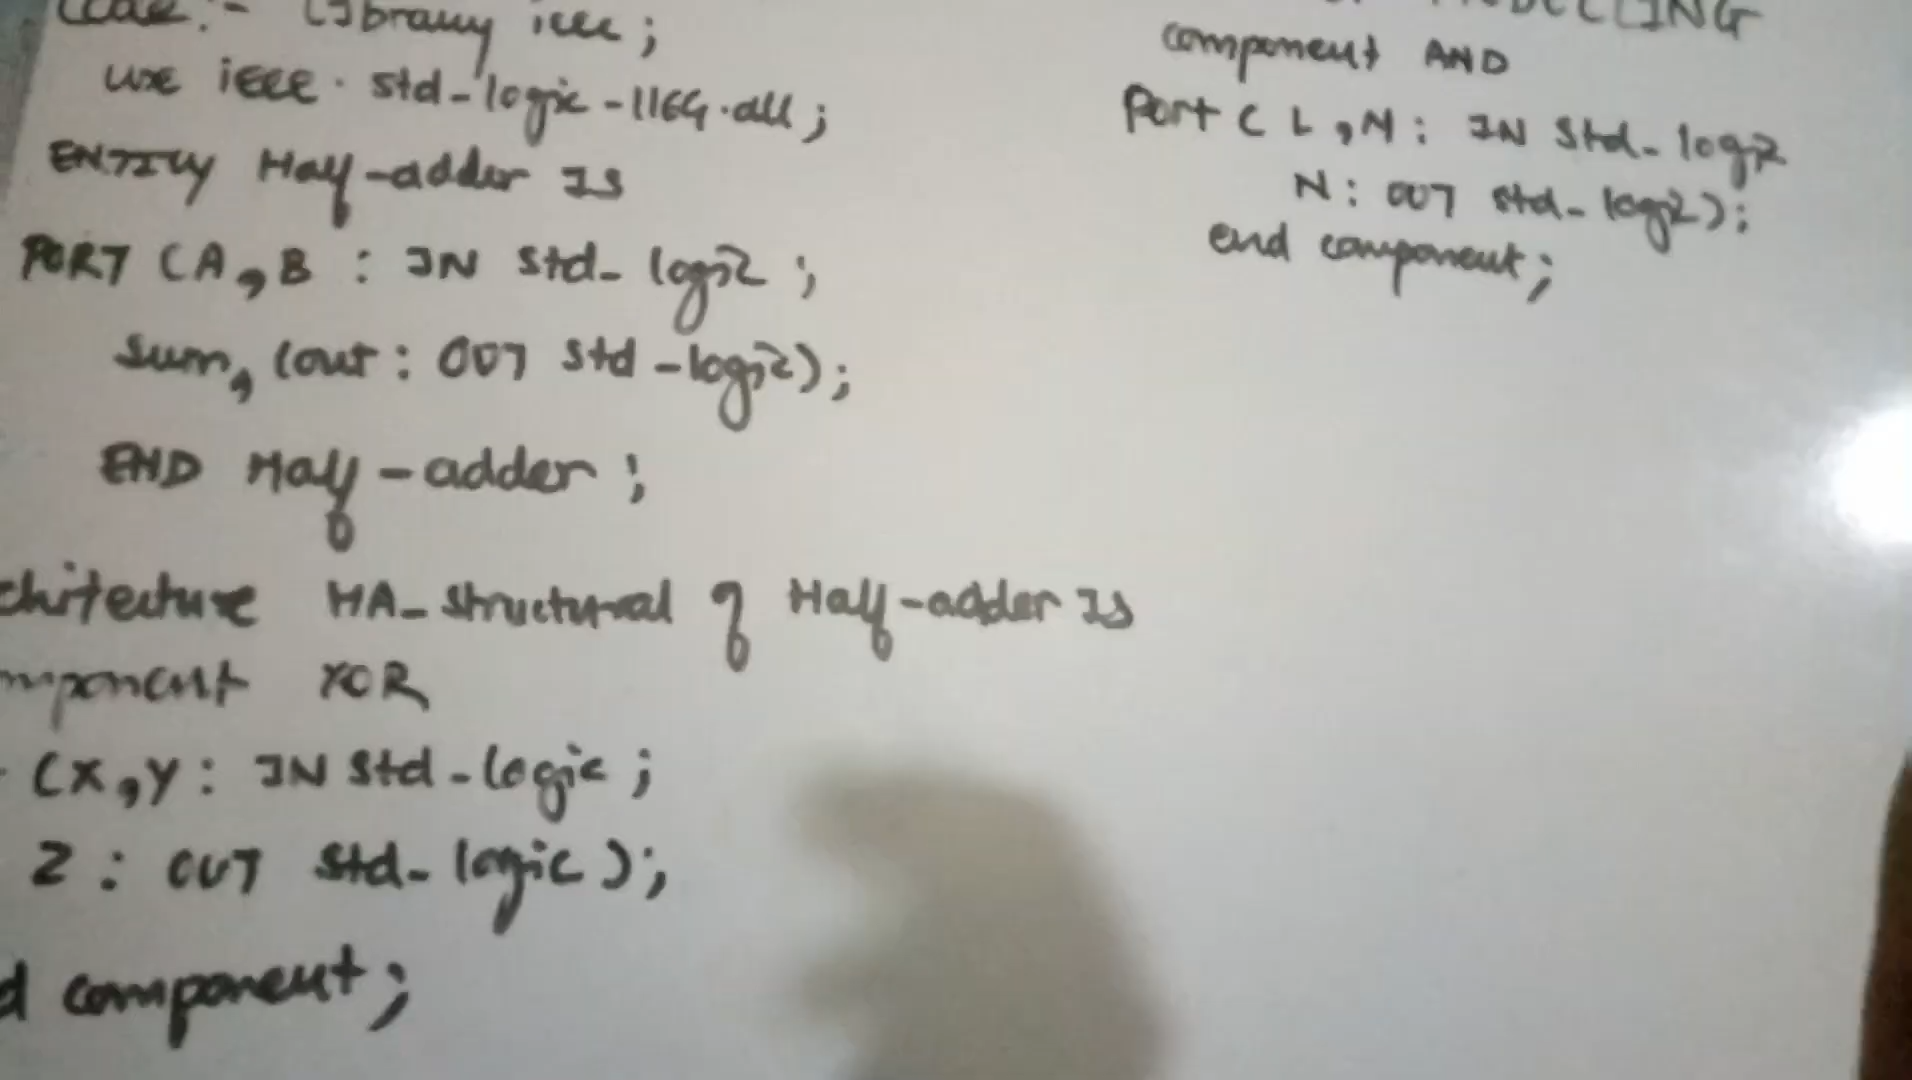 Code:- Library ieee;
use ieee.std-logic-1164.all;
ENTITY Half-adder IS
PORT (A,B : IN std-logic;
Sum, Cout : OUT std-logic);
END Half-adder;
chitecture HA-structural of Half-adder IS
mponent XOR
(X,Y: IN std-logic;
Z: OUT std-logic);
d component;
MODELLING
component AND
Port ( L,M: IN std-logic
N: OUT std-logic);
end component;